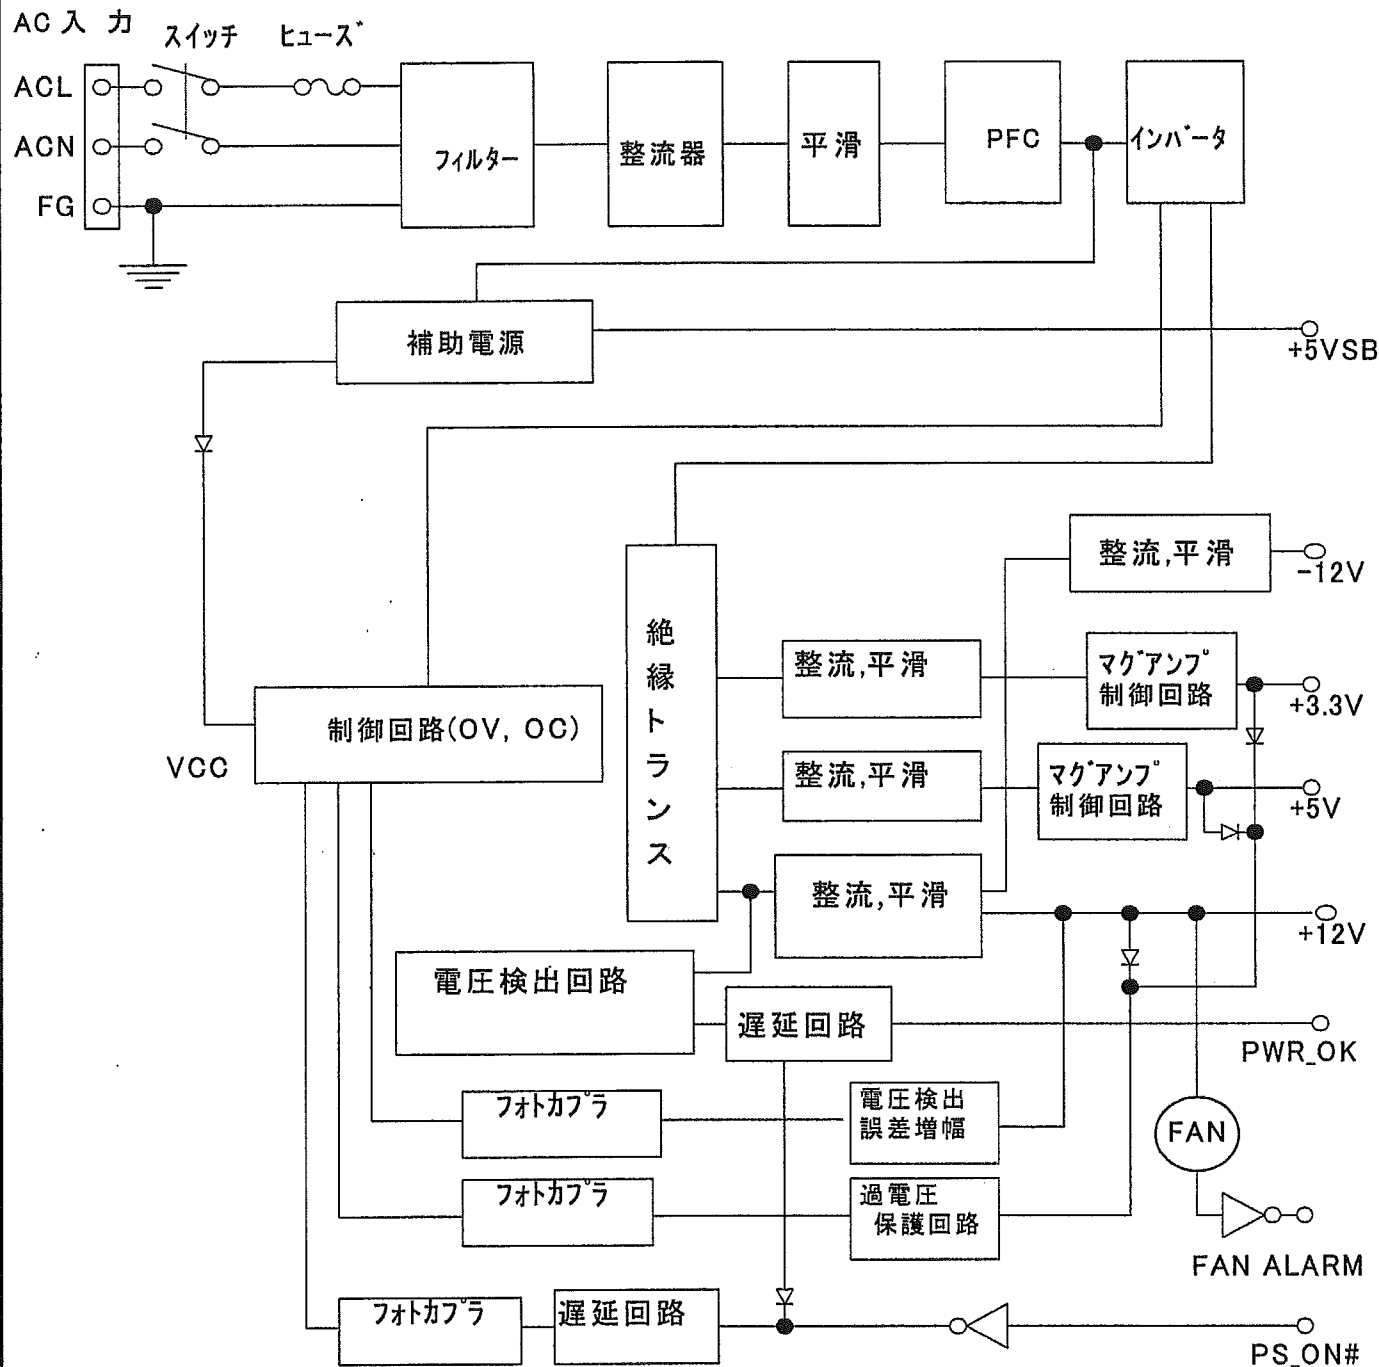 AC入力
スイッチ
ヒューズ
ACL
ACN
FG
フィルター
整流器
平滑
PFC
インバータ
補助電源
+5VSB
整流,平滑
-12V
絶縁トランス
整流,平滑
マグアンプ
制御回路
+3.3V
制御回路(OV, OC)
VCC
整流,平滑
マグアンプ
制御回路
+5V
整流,平滑
+12V
電圧検出回路
遅延回路
PWR_OK
フォトカプラ
電圧検出
誤差増幅
FAN
フォトカプラ
過電圧
保護回路
FAN ALARM
フォトカプラ
遅延回路
PS_ON#